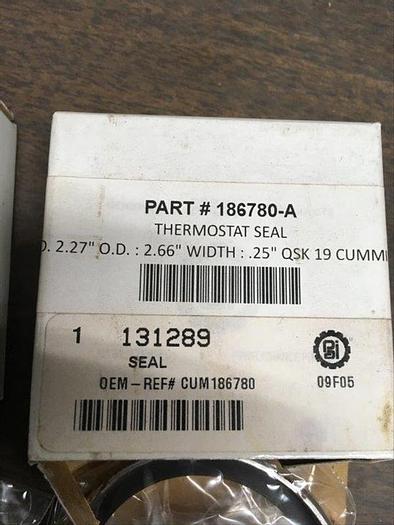 PART # 186780-A
THERMOSTAT SEAL
D. 2.27" O.D. : 2.66" WIDTH : .25" QSK 19 CUMMI
1 131289
SEAL
OEM-REF# CUM186780
09F05